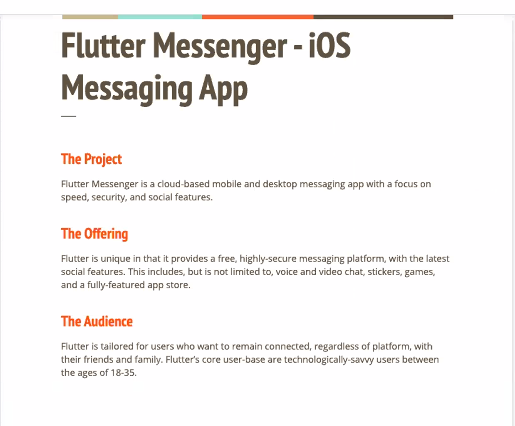 Flutter Messenger - iOS
Messaging App
The Project
Flutter Messenger is a cloud-based mobile and desktop messaging app with a focus on
speed, security, and social features.
The Offering
Flutter is unique in that it provides a free, highly-secure messaging platform, with the latest
social features. This includes, but is not limited to, voice and video chat, stickers, games,
and a fully-featured app store.
The Audience
Flutter is tailored for users who want to remain connected, regardless of platform, with
their friends and family. Flutter's core user-base are technologically-savvy users between
the ages of 18-35.